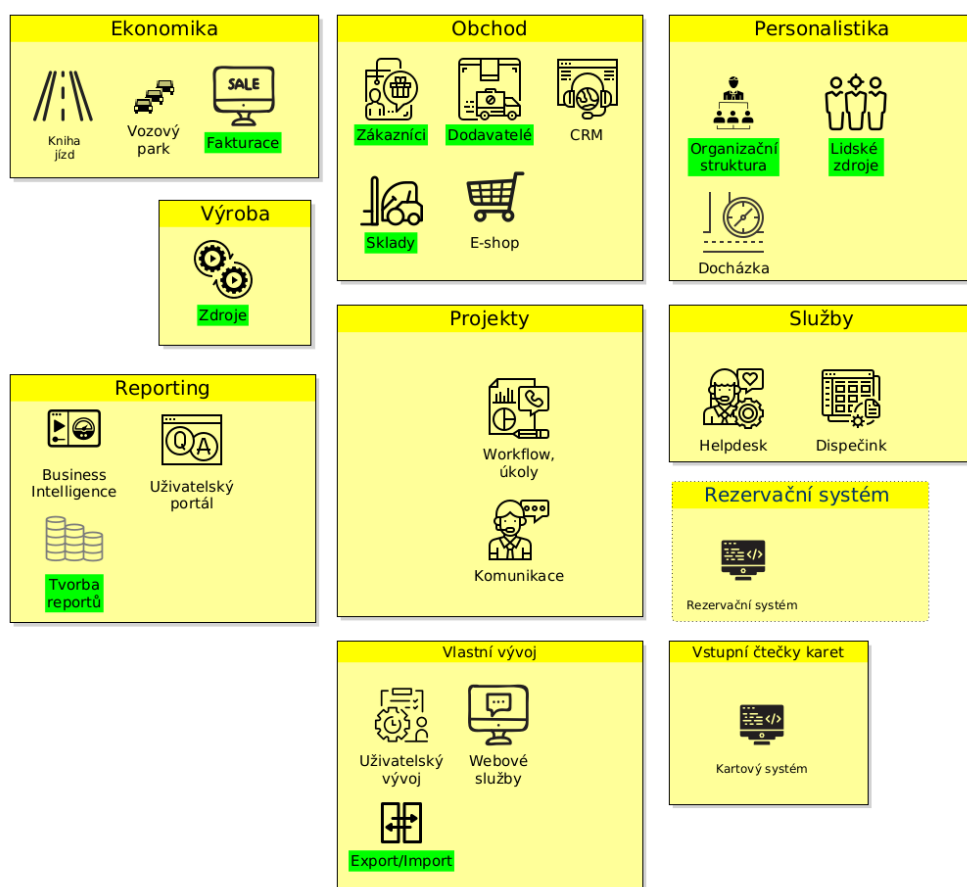 Ekonomika
SALE
Kniha
jízd
Vozový
park
Fakturace
Obchod
Zákazníci
Dodavatelé
CRM
Sklady
E-shop
Personalistika
Organizační
struktura
Lidské
zdroje
Docházka
Výroba
Zdroje
Projekty
Workflow,
úkoly
Komunikace
Služby
Helpdesk
Dispečink
Reporting
Business
Intelligence
Q A
Uživatelský
portál
Tvorba
reportů
Rezervační systém
</>
Rezervační systém
Vlastní vývoj
Uživatelský
vývoj
Webové
služby
Export/Import
Vstupní čtečky karet
</>
Kartový systém